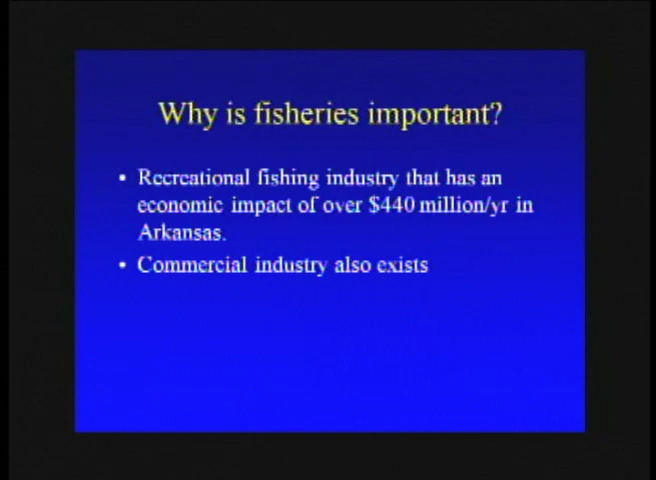 Why is fisheries important?
• Recreational fishing industry that has an
economic impact of over $440 million/yr in
Arkansas.
• Commercial industry also exists